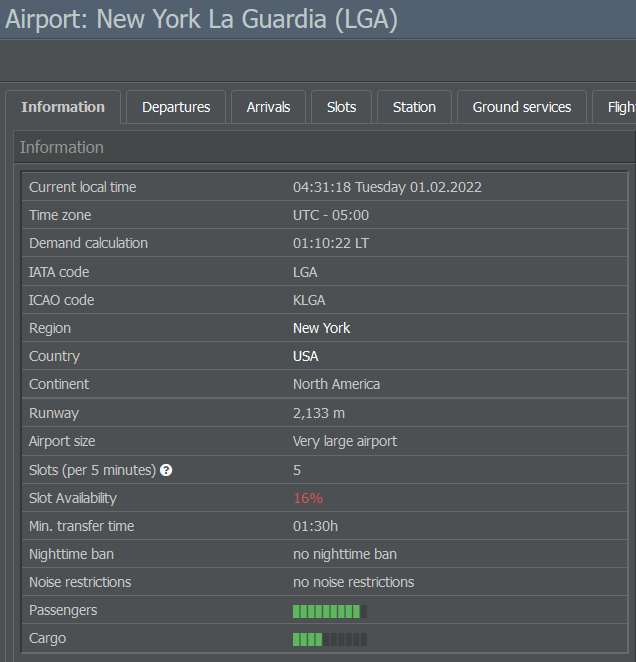 Airport: New York La Guardia (LGA)
Information Departures Arrivals Slots Station Ground services Fligh
Information
Current local time 04:31:18 Tuesday 01.02.2022
Time zone UTC - 05:00
Demand calculation 01:10:22 LT
IATA code LGA
ICAO code KLGA
Region New York
Country USA
Continent North America
Runway 2,133 m
Airport size Very large airport
Slots (per 5 minutes) ? 5
Slot Availability 16%
Min. transfer time 01:30h
Nighttime ban no nighttime ban
Noise restrictions no noise restrictions
Passengers
Cargo